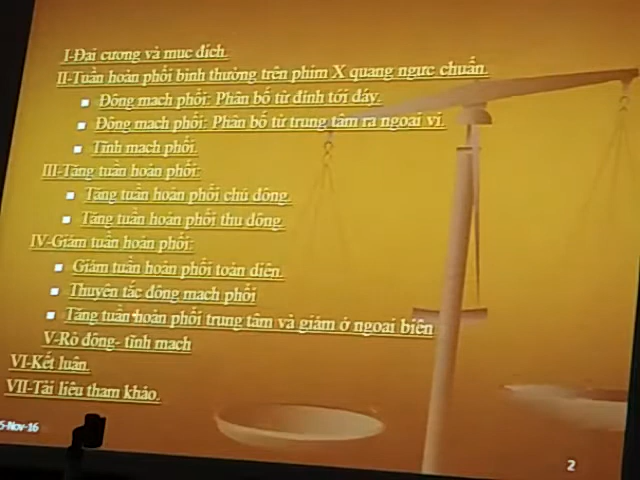 I-Đại cương và mục đích
II-Tuần hoàn phổi bình thường trên phim X quang ngực chuẩn.
Động mạch phổi: Phân bố từ đỉnh tới đáy.
Động mạch phổi: Phân bố từ trung tâm ra ngoại vi.
Tĩnh mạch phổi.
III-Tăng tuần hoàn phổi:
Tăng tuần hoàn phổi chủ động.
Tăng tuần hoàn phổi thụ động.
IV-Giảm tuần hoàn phổi:
Giảm tuần hoàn phổi toàn diện.
Thuyên tắc động mạch phổi
Tăng tuần hoàn phổi trung tâm và giảm ở ngoại biên
V-Rò động- tĩnh mạch
VI-Kết luận.
VII-Tài liệu tham khảo.
5-Nov-16
2